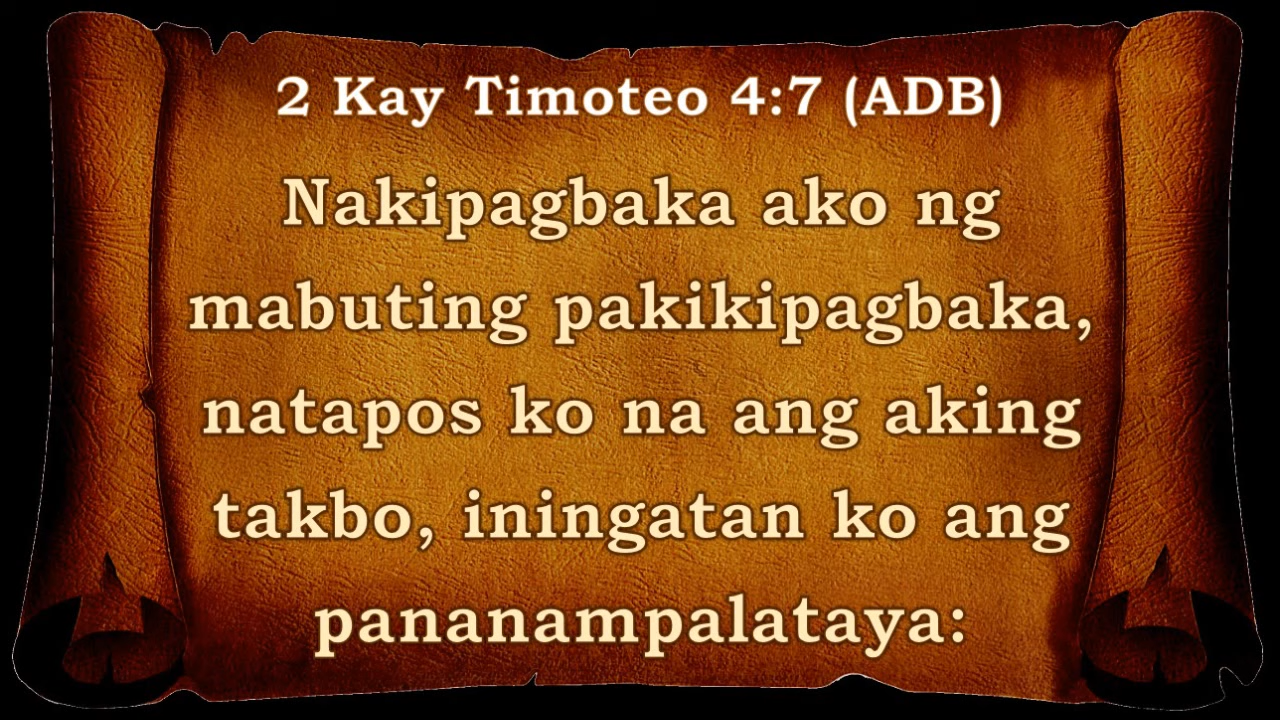 2 Kay Timoteo 4:7 (ADB)
Nakipagbaka ako ng
mabuting pakikipagbaka,
natapos ko na ang aking
takbo, iningatan ko ang
pananampalataya: